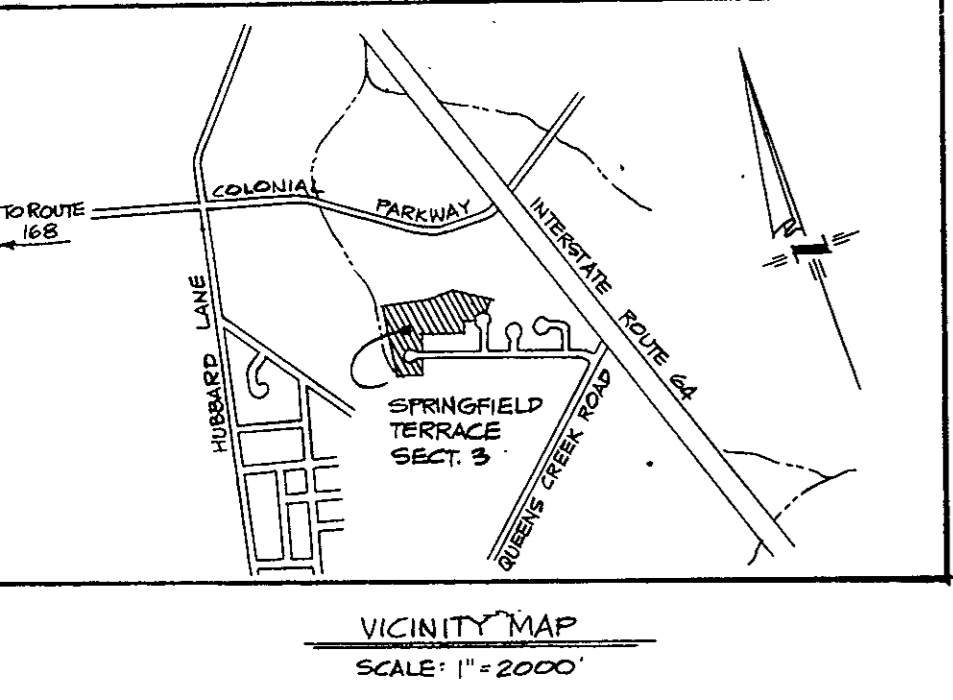 COLONIAL
PARKWAY
TO ROUTE
168
INTERSTATE ROUTE 64
HUBBARD LANE
SPRINGFIELD
TERRACE
SECT. 3
QUEENS CREEK ROAD
N
VICINITY MAP
SCALE: 1"=2000'